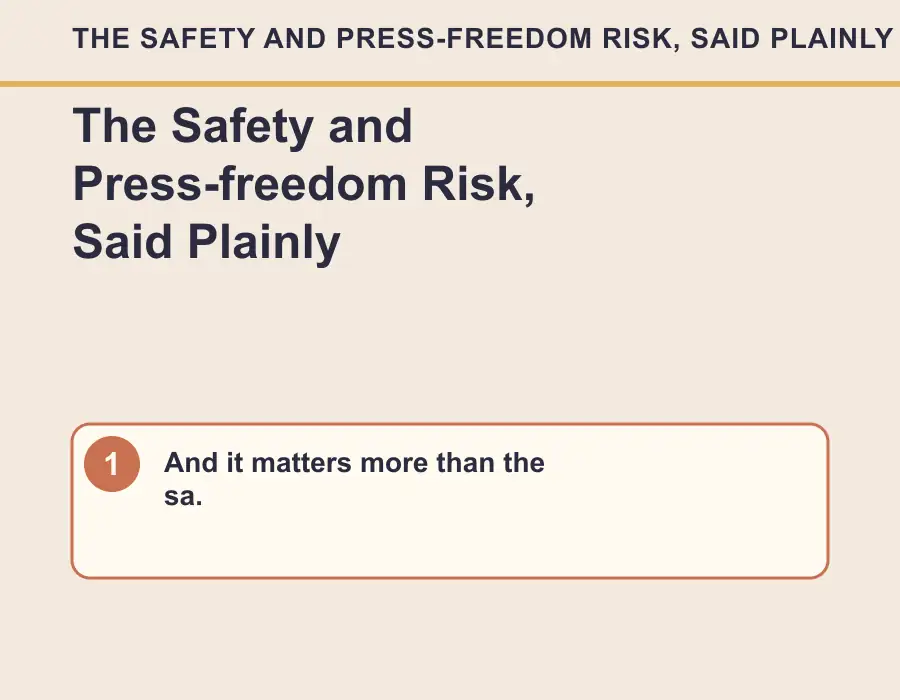 THE SAFETY AND PRESS-FREEDOM RISK, SAID PLAINLY
The Safety and
Press-freedom Risk,
Said Plainly
1
And it matters more than the
sa.